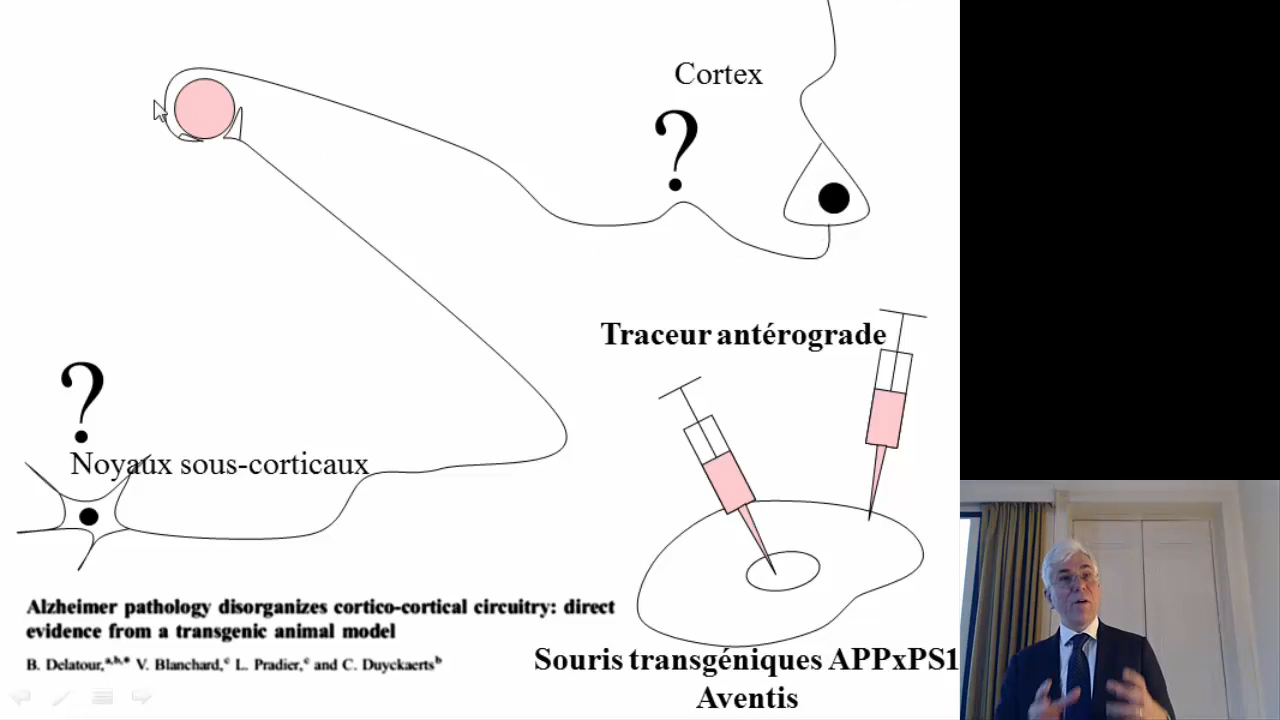 Cortex
?
Traceur antérograde
?
Noyaux sous-corticaux
Alzheimer pathology disorganizes cortico-cortical circuitry: direct
evidence from a transgenic animal model
B. Delatour,a,b,* V. Blanchard,c L. Pradier,c and C. Duyckaertsb
Souris transgéniques APPxPS1
Aventis